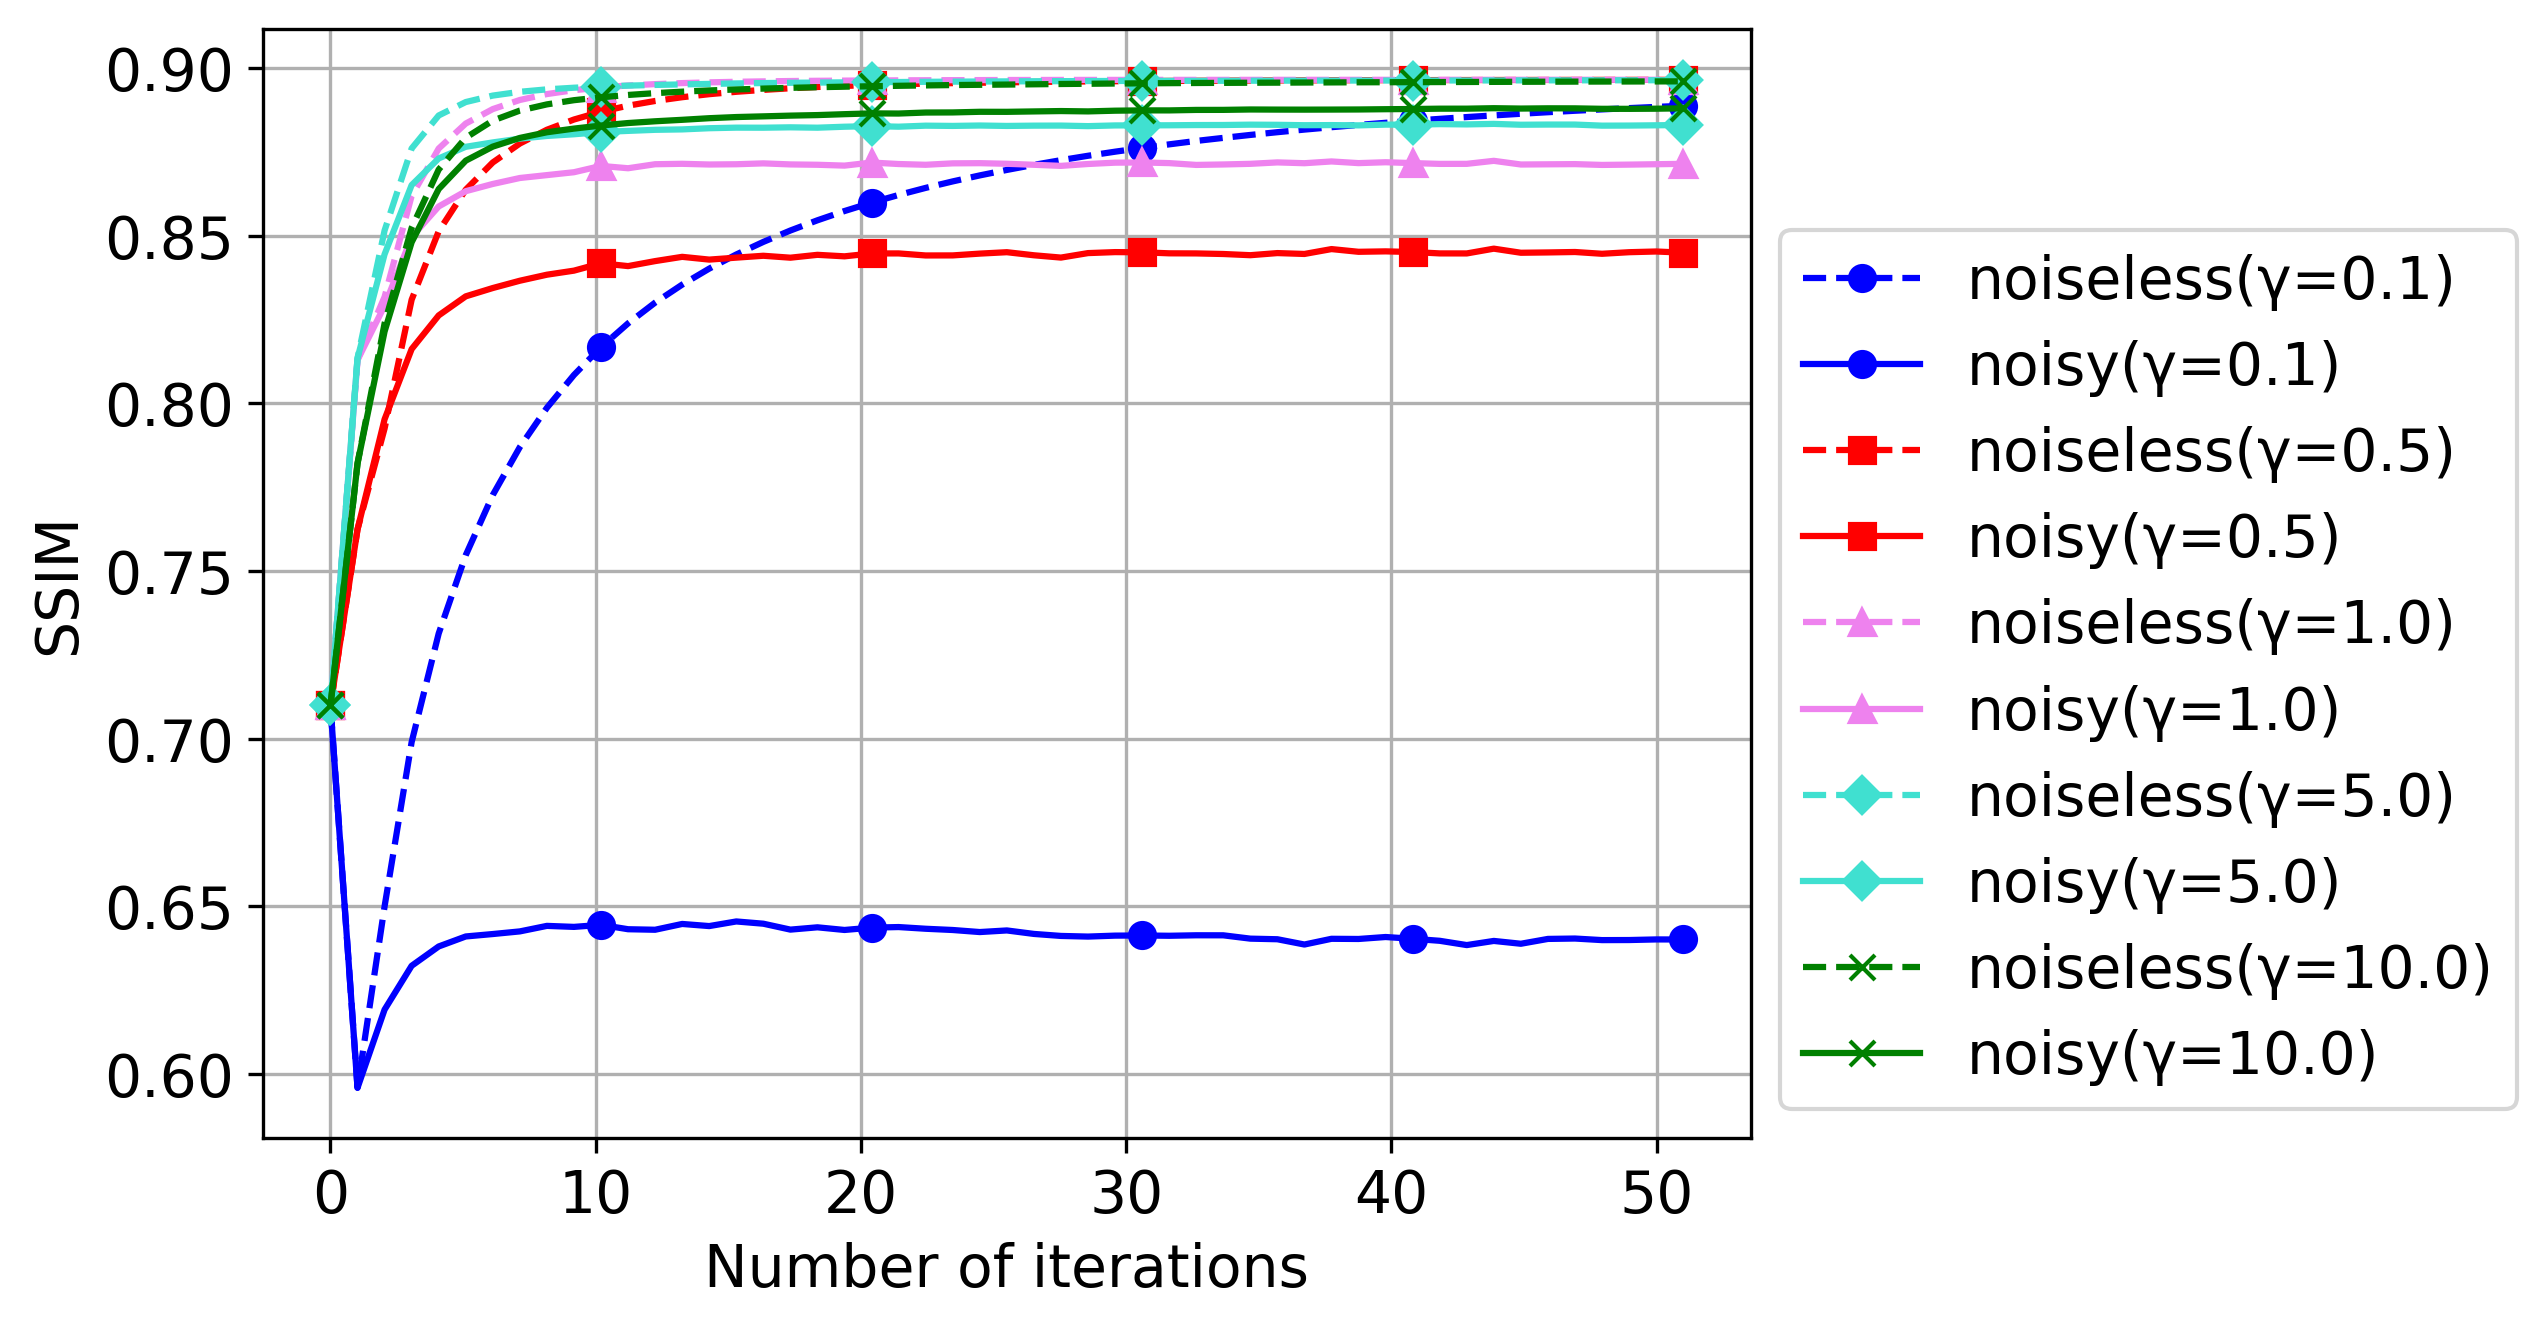 0.90
0.85
0.80
0.75
0.70
0.65
0.60
SSIM
0 10 20 30 40 50
Number of iterations
noiseless(γ=0.1)
noisy(γ=0.1)
noiseless(γ=0.5)
noisy(γ=0.5)
noiseless(γ=1.0)
noisy(γ=1.0)
noiseless(γ=5.0)
noisy(γ=5.0)
noiseless(γ=10.0)
noisy(γ=10.0)